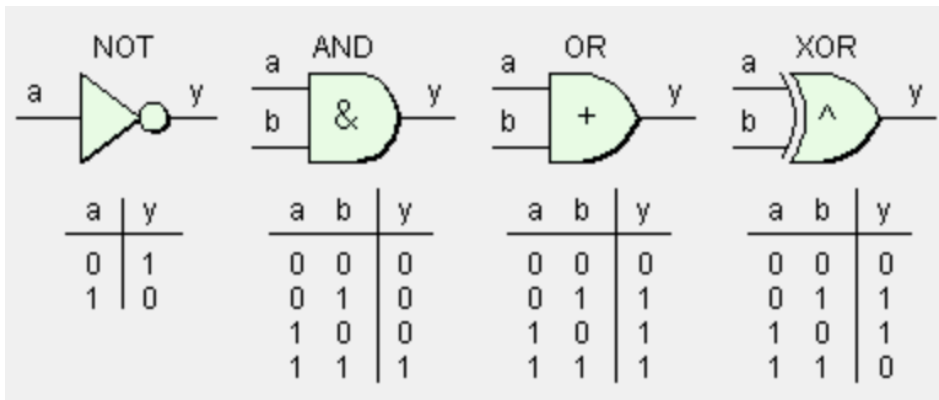 NOT AND OR XOR
a y a b & y a b + y a b ^ y
a y a b y a b y a b y
0 1 0 0 0 0 0 0 0 0 0
1 0 0 1 0 0 1 1 0 1 1
1 0 0 1 0 1 1 0 1
1 1 1 1 1 1 1 1 0